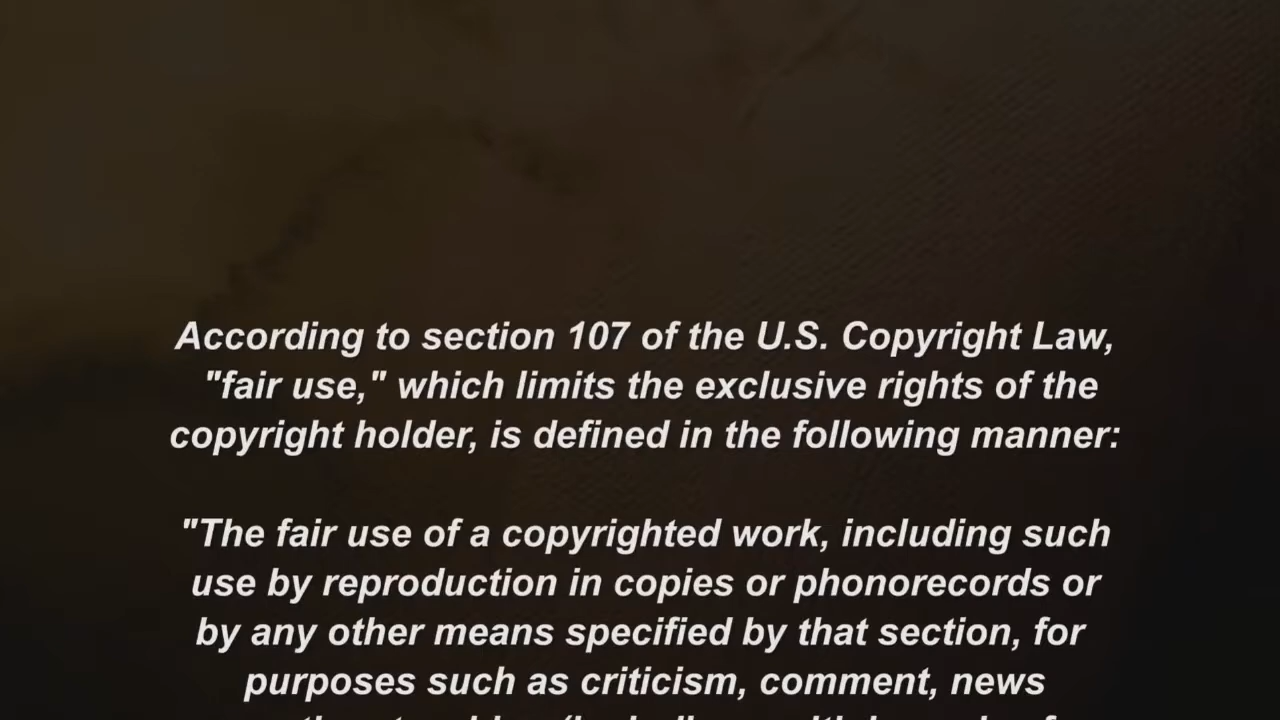 According to section 107 of the U.S. Copyright Law,
"fair use," which limits the exclusive rights of the
copyright holder, is defined in the following manner:
"The fair use of a copyrighted work, including such
use by reproduction in copies or phonorecords or
by any other means specified by that section, for
purposes such as criticism, comment, news